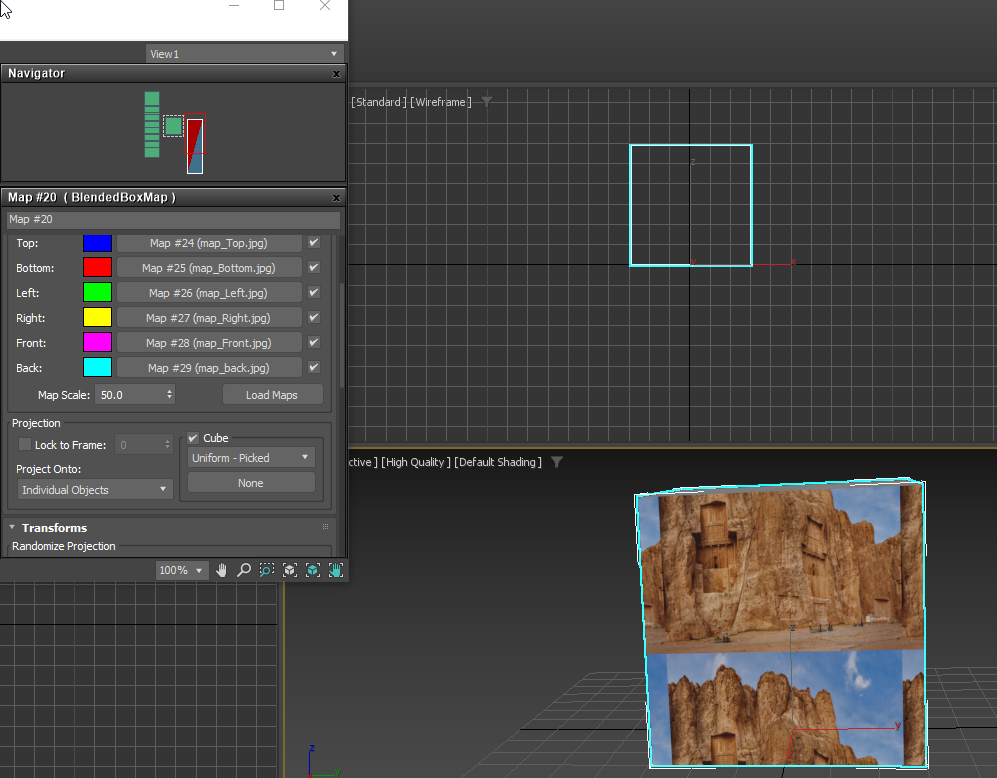 View1
Navigator
x
[Standard ] [Wireframe ]
z
x
Map #20 ( BlendedBoxMap )
x
Map #20
Top: Map #24 (map_Top.jpg)
Bottom: Map #25 (map_Bottom.jpg)
Left: Map #26 (map_Left.jpg)
Right: Map #27 (map_Right.jpg)
Front: Map #28 (map_Front.jpg)
Back: Map #29 (map_back.jpg)
Map Scale: 50.0 Load Maps
Projection
Lock to Frame: 0 Cube
Uniform - Picked
Project Onto:
Individual Objects None
Transforms
Randomize Projection
100%
ctive ] [High Quality ] [Default Shading ]
z
y
z